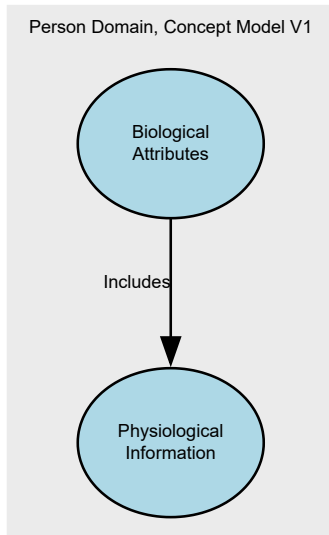 Person Domain, Concept Model V1
Biological
Attributes
Includes
Physiological
Information